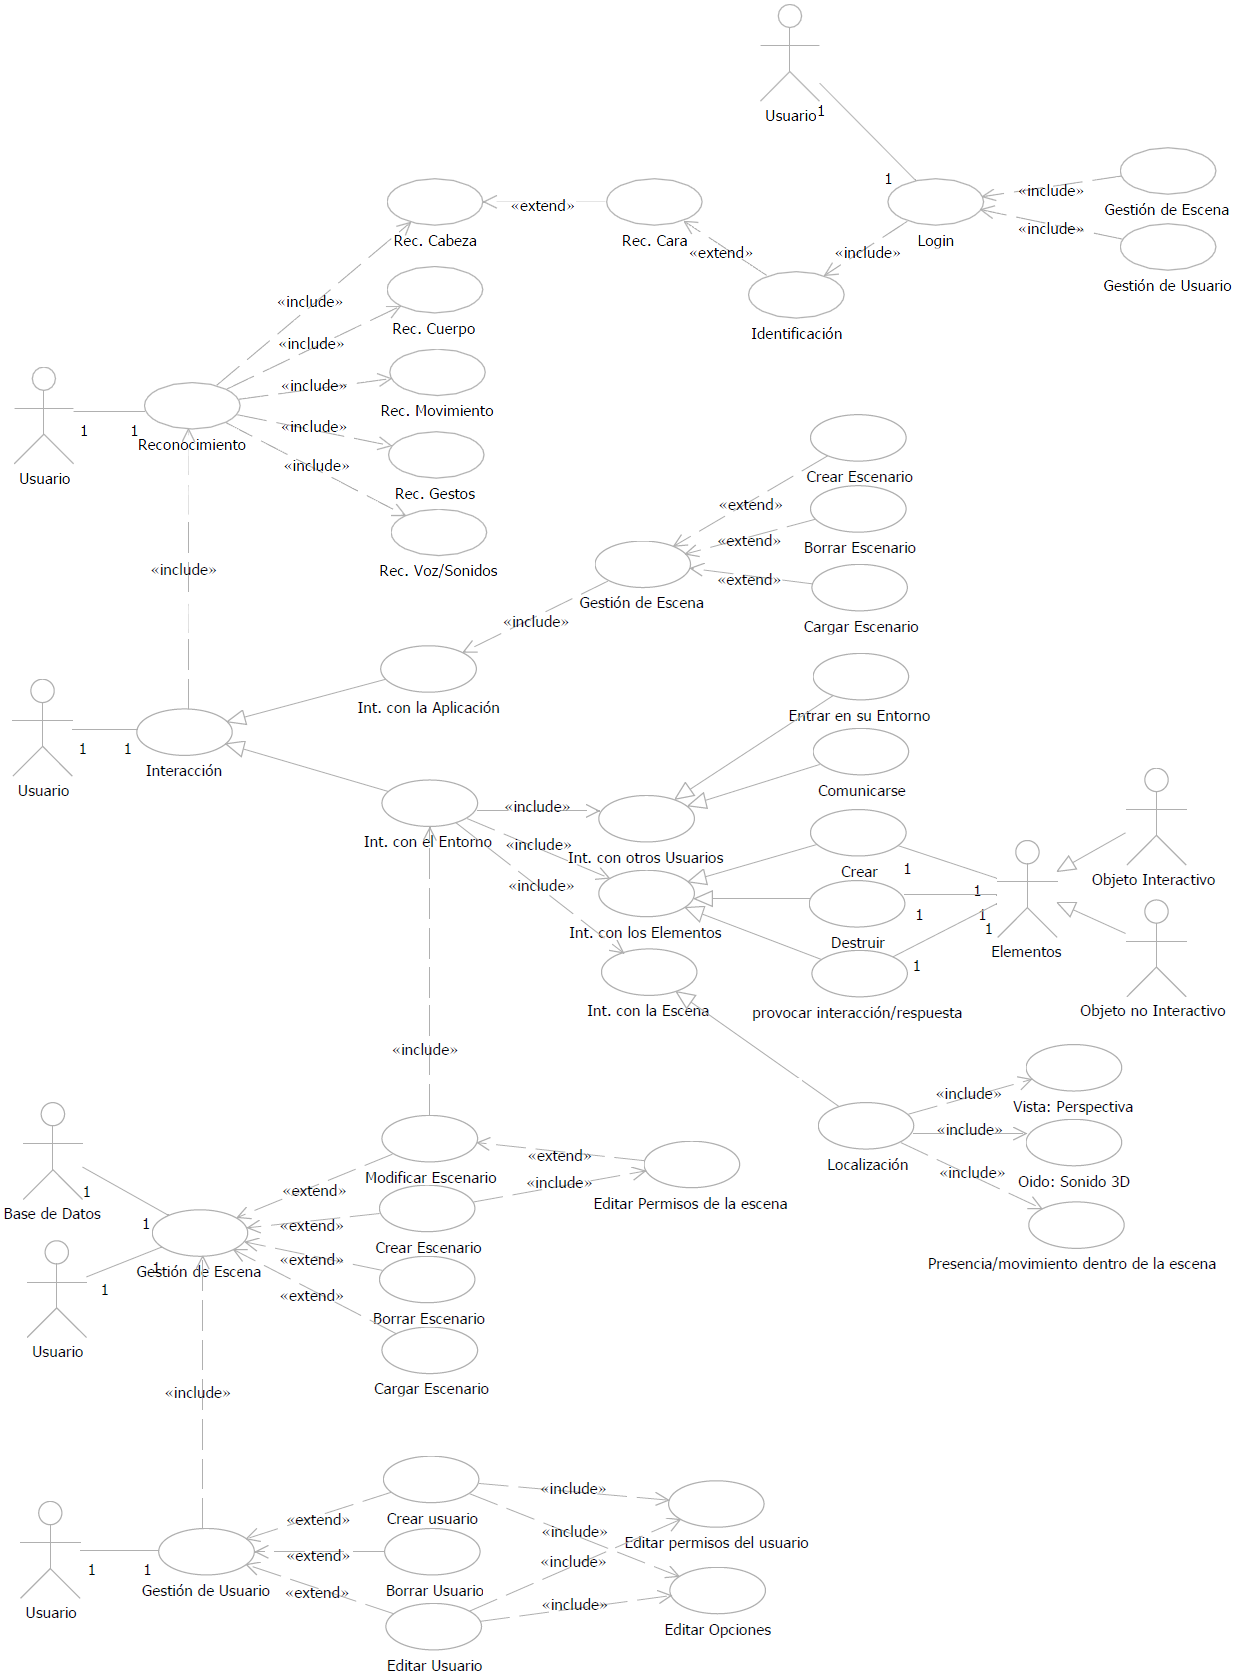 Usuario
1
1
«include»
Gestión de Escena
«extend»
«include»
Rec. Cabeza
Rec. Cara
Login
«extend»
«include»
Gestión de Usuario
«include»
Rec. Cuerpo
Identificación
«include»
«include»
Rec. Movimiento
1
1
«include»
Reconocimiento
«include»
Usuario
Rec. Gestos
Crear Escenario
«extend»
«extend»
Borrar Escenario
«include»
Rec. Voz/Sonidos
«extend»
Gestión de Escena
«include»
Cargar Escenario
Int. con la Aplicación
Entrar en su Entorno
1
1
Interacción
Usuario
Comunicarse
«include»
Int. con el Entorno
«include»
Int. con otros Usuarios
Crear
1
Objeto Interactivo
«include»
1
1
1
1
Int. con los Elementos
Destruir
Elementos
1
Int. con la Escena
provocar interacción/respuesta
Objeto no Interactivo
«include»
«include»
Vista: Perspectiva
«include»
«extend»
Localización
«include»
Modificar Escenario
Oido: Sonido 3D
«include»
«extend»
1
Base de Datos
Editar Permisos de la escena
1
«extend»
Crear Escenario
«extend»
Presencia/movimiento dentro de la escena
1
Gestión de Escena
1
«extend»
Borrar Escenario
Usuario
Cargar Escenario
«include»
«include»
Crear usuario
«extend»
«include»
Editar permisos del usuario
«extend»
«include»
1
1
Gestión de Usuario
Borrar Usuario
«extend»
«include»
Usuario
Editar Opciones
Editar Usuario